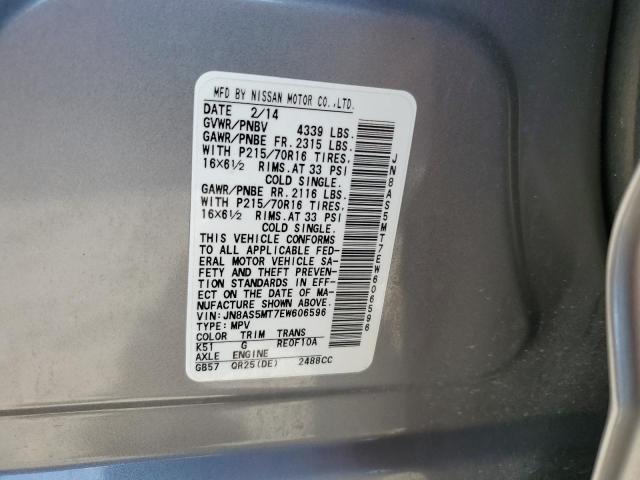 MFD BY NISSAN MOTOR CO.,LTD.
DATE 2/14
GVWR/PNBV 4339 LBS.
GAWR/PNBE FR. 2315 LBS.
WITH P215/70R16 TIRES.
16X6½ RIMS.AT 33 PSI
COLD SINGLE.
GAWR/PNBE RR. 2116 LBS.
WITH P215/70R16 TIRES.
16X6½ RIMS.AT 33 PSI
COLD SINGLE.
THIS VEHICLE CONFORMS
TO ALL APPLICABLE FED-
ERAL MOTOR VEHICLE SA-
FETY AND THEFT PREVEN-
TION STANDARDS IN EFF-
ECT ON THE DATE OF MA-
NUFACTURE SHOWN ABOVE.
VIN: JN8AS5MT7EW606596
TYPE: MPV
COLOR TRIM TRANS
K51 G RE0F10A
AXLE ENGINE
GB57 QR25(DE) 2488CC
JN8AS5MT7EW606596